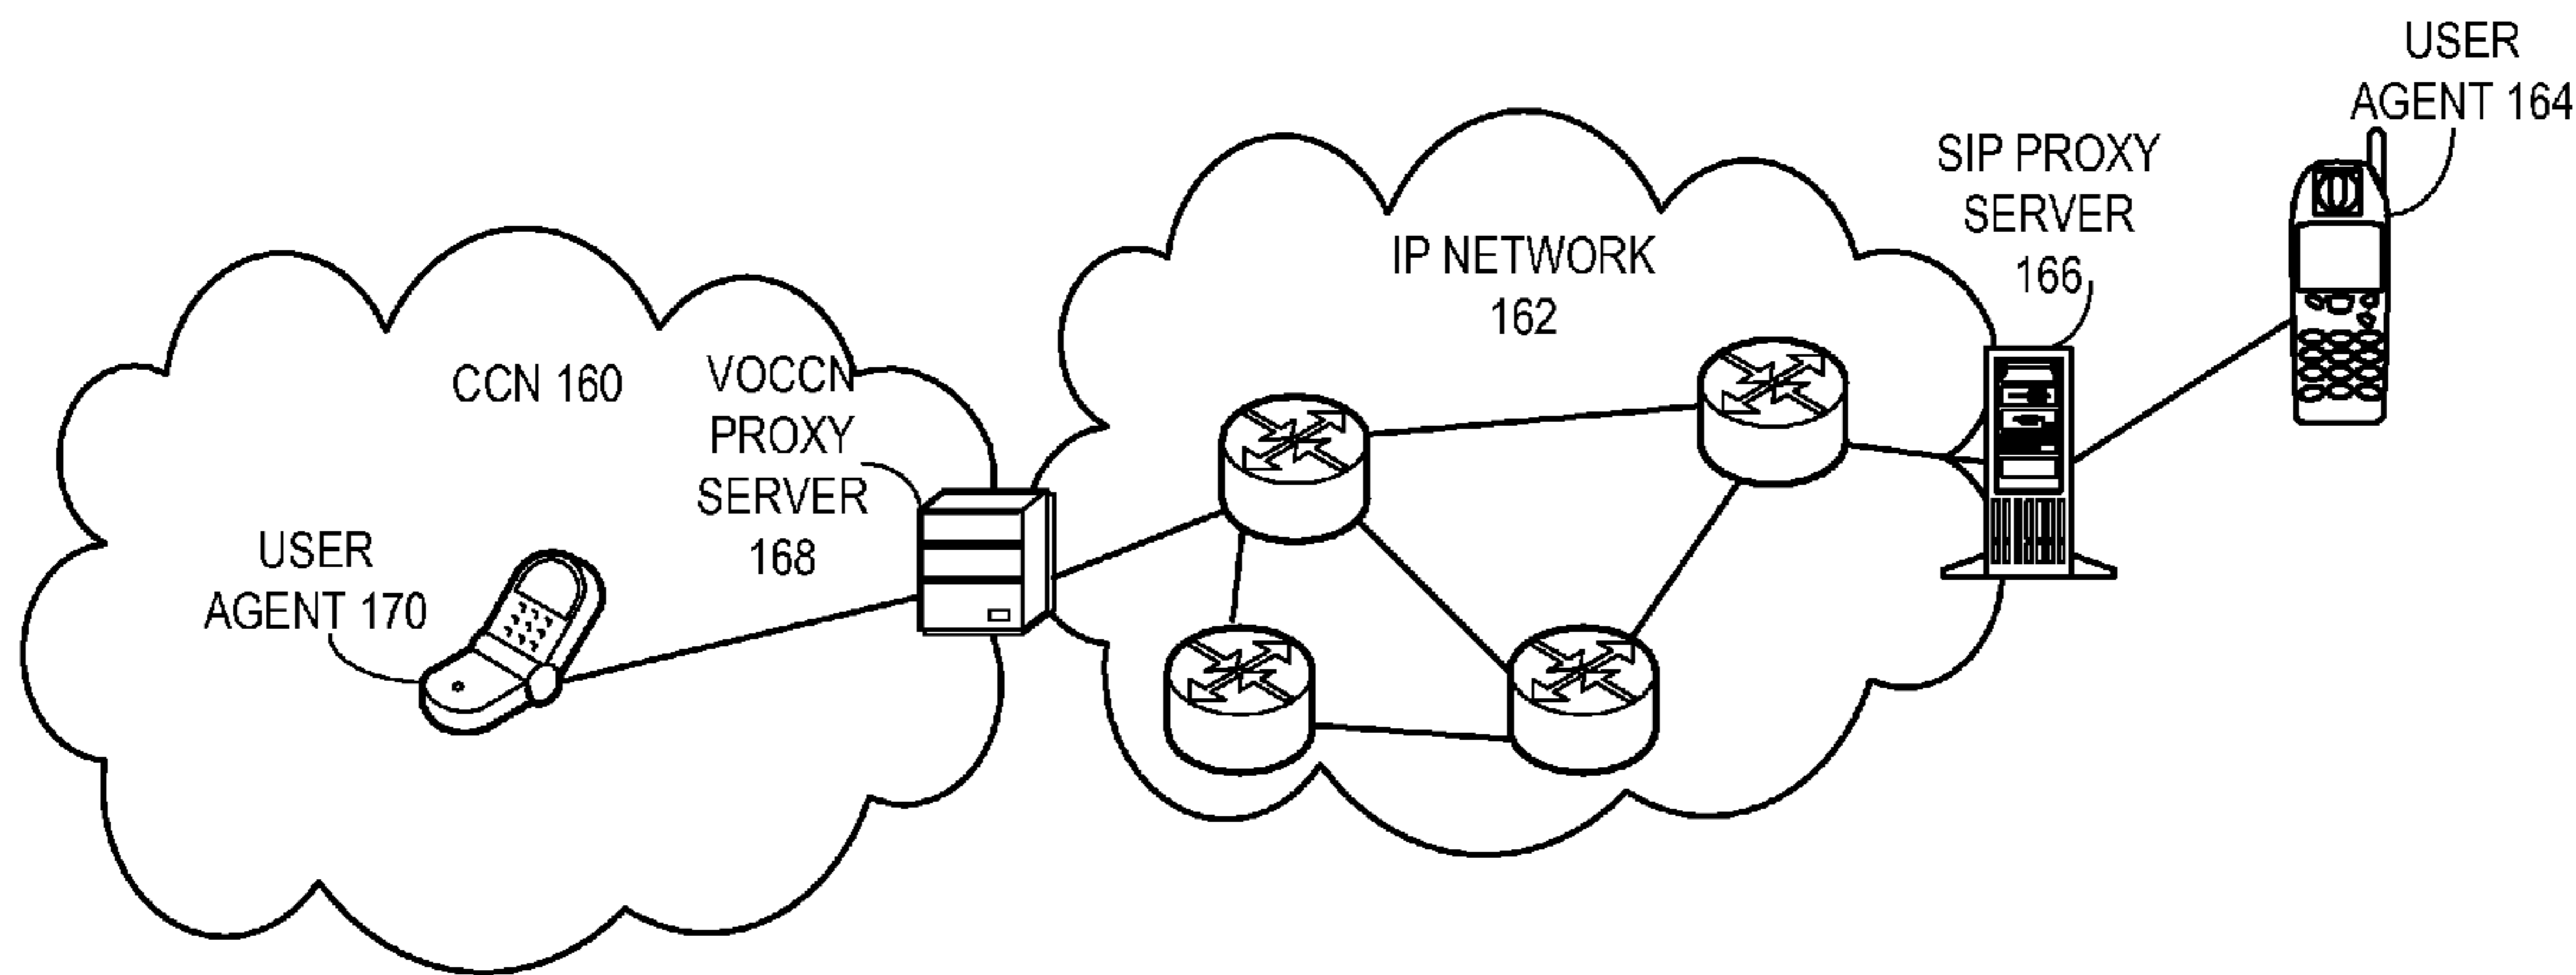 USER
AGENT 164
SIP PROXY
SERVER
166
IP NETWORK
162
VOCCN
PROXY
SERVER
168
CCN 160
USER
AGENT 170